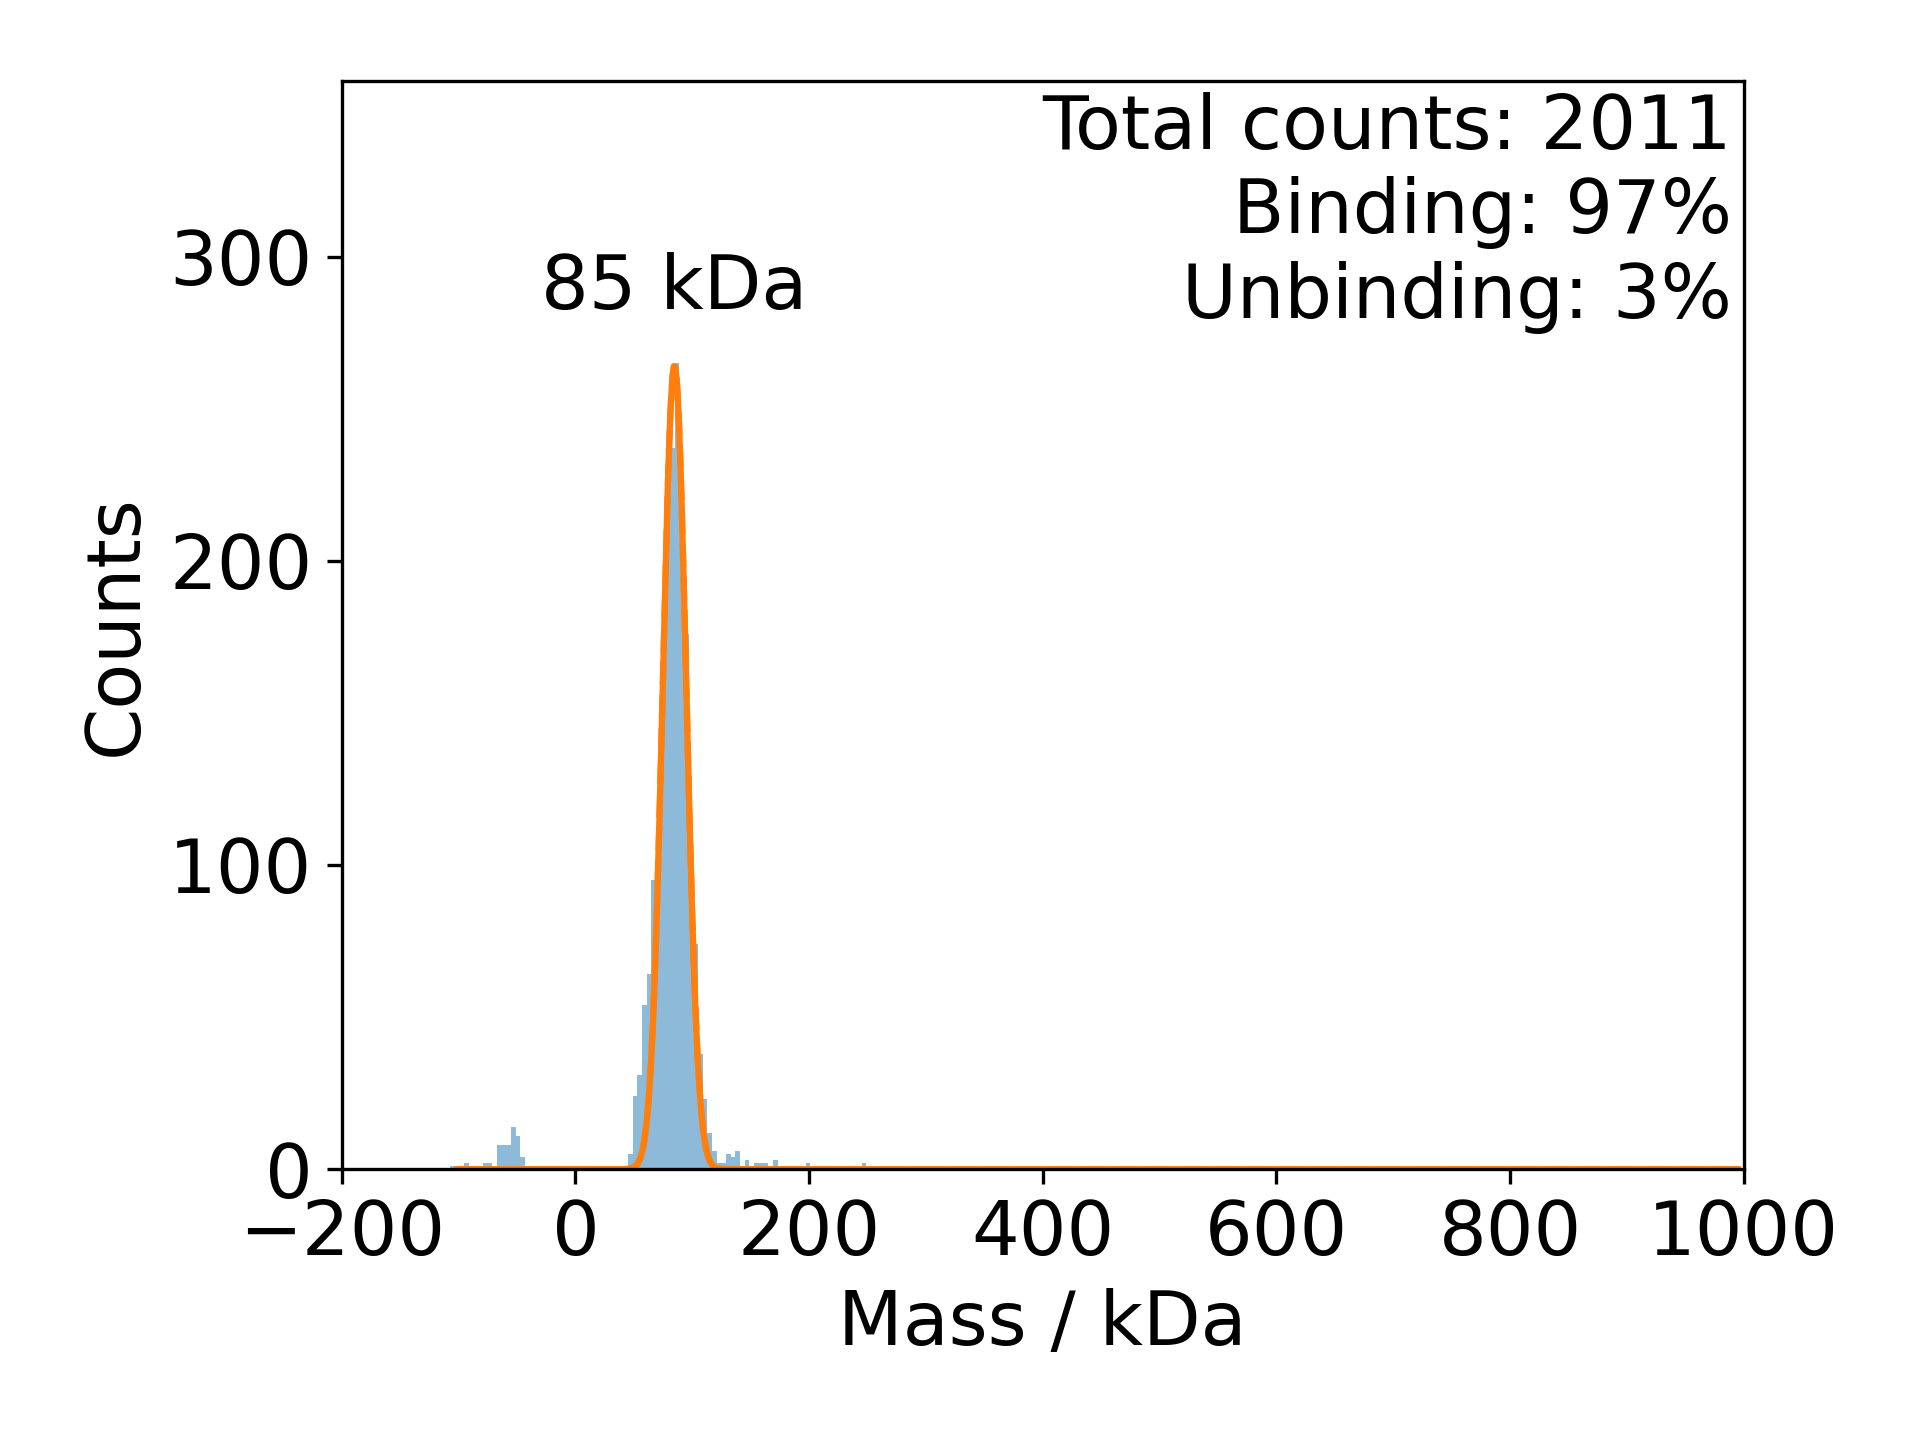 Total counts: 2011
Binding: 97%
Unbinding: 3%
85 kDa
Counts
300
200
100
0
−200 0 200 400 600 800 1000
Mass / kDa